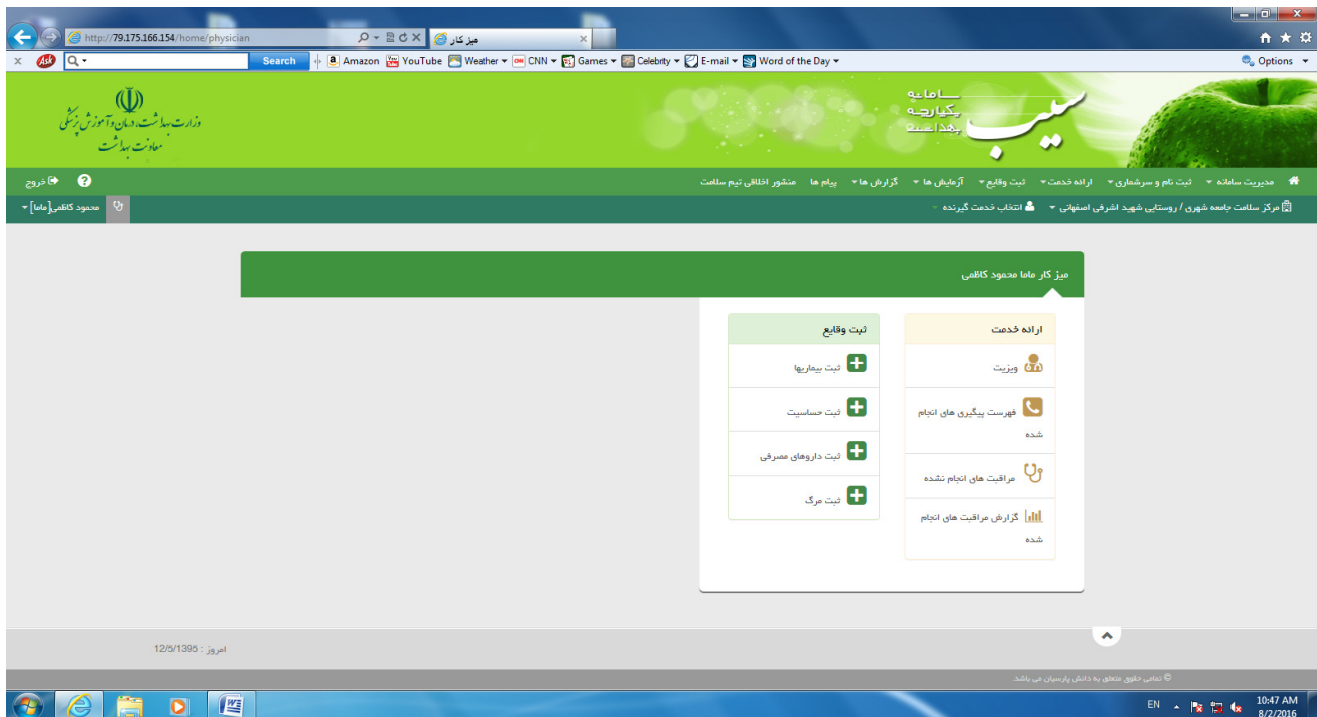 http://79.175.166.154/home/physician
میز کار
Ask
Search
Amazon
YouTube
Weather
CNN
Games
Celebrity
E-mail
Word of the Day
Options
وزارت بهداشت، درمان و آموزش پزشکی
معاونت بهداشت
سامانه
یکپارچه
بهداشت
سیب
مدیریت سامانه
ثبت نام و سرشماری
ارائه خدمت
ثبت وقایع
آزمایش ها
گزارش ها
پیام ها
منشور اخلاقی تیم سلامت
خروج
مرکز سلامت جامعه شهری / روستایی شهید اشرفی اصفهانی
انتخاب خدمت گیرنده
محمود کاظمی[ماما]
میز کار ماما محمود کاظمی
ارائه خدمت
ویزیت
فهرست پیگیری های انجام
شده
مراقبت های انجام نشده
گزارش مراقبت های انجام
شده
ثبت وقایع
ثبت بیماریها
ثبت حساسیت
ثبت داروهای مصرفی
ثبت مرگ
امروز : 12/5/1395
© تمامی حقوق متعلق به دانش پارسیان می باشد.
EN
10:47 AM
8/2/2016